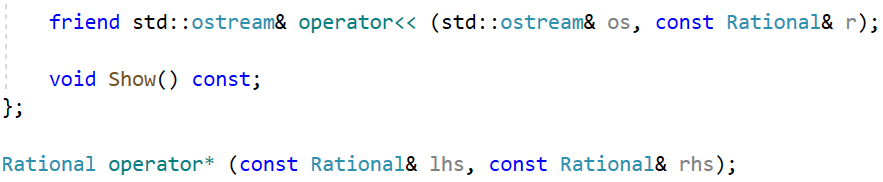 friend std::ostream& operator<< (std::ostream& os, const Rational& r);
void Show() const;
};
Rational operator* (const Rational& lhs, const Rational& rhs);